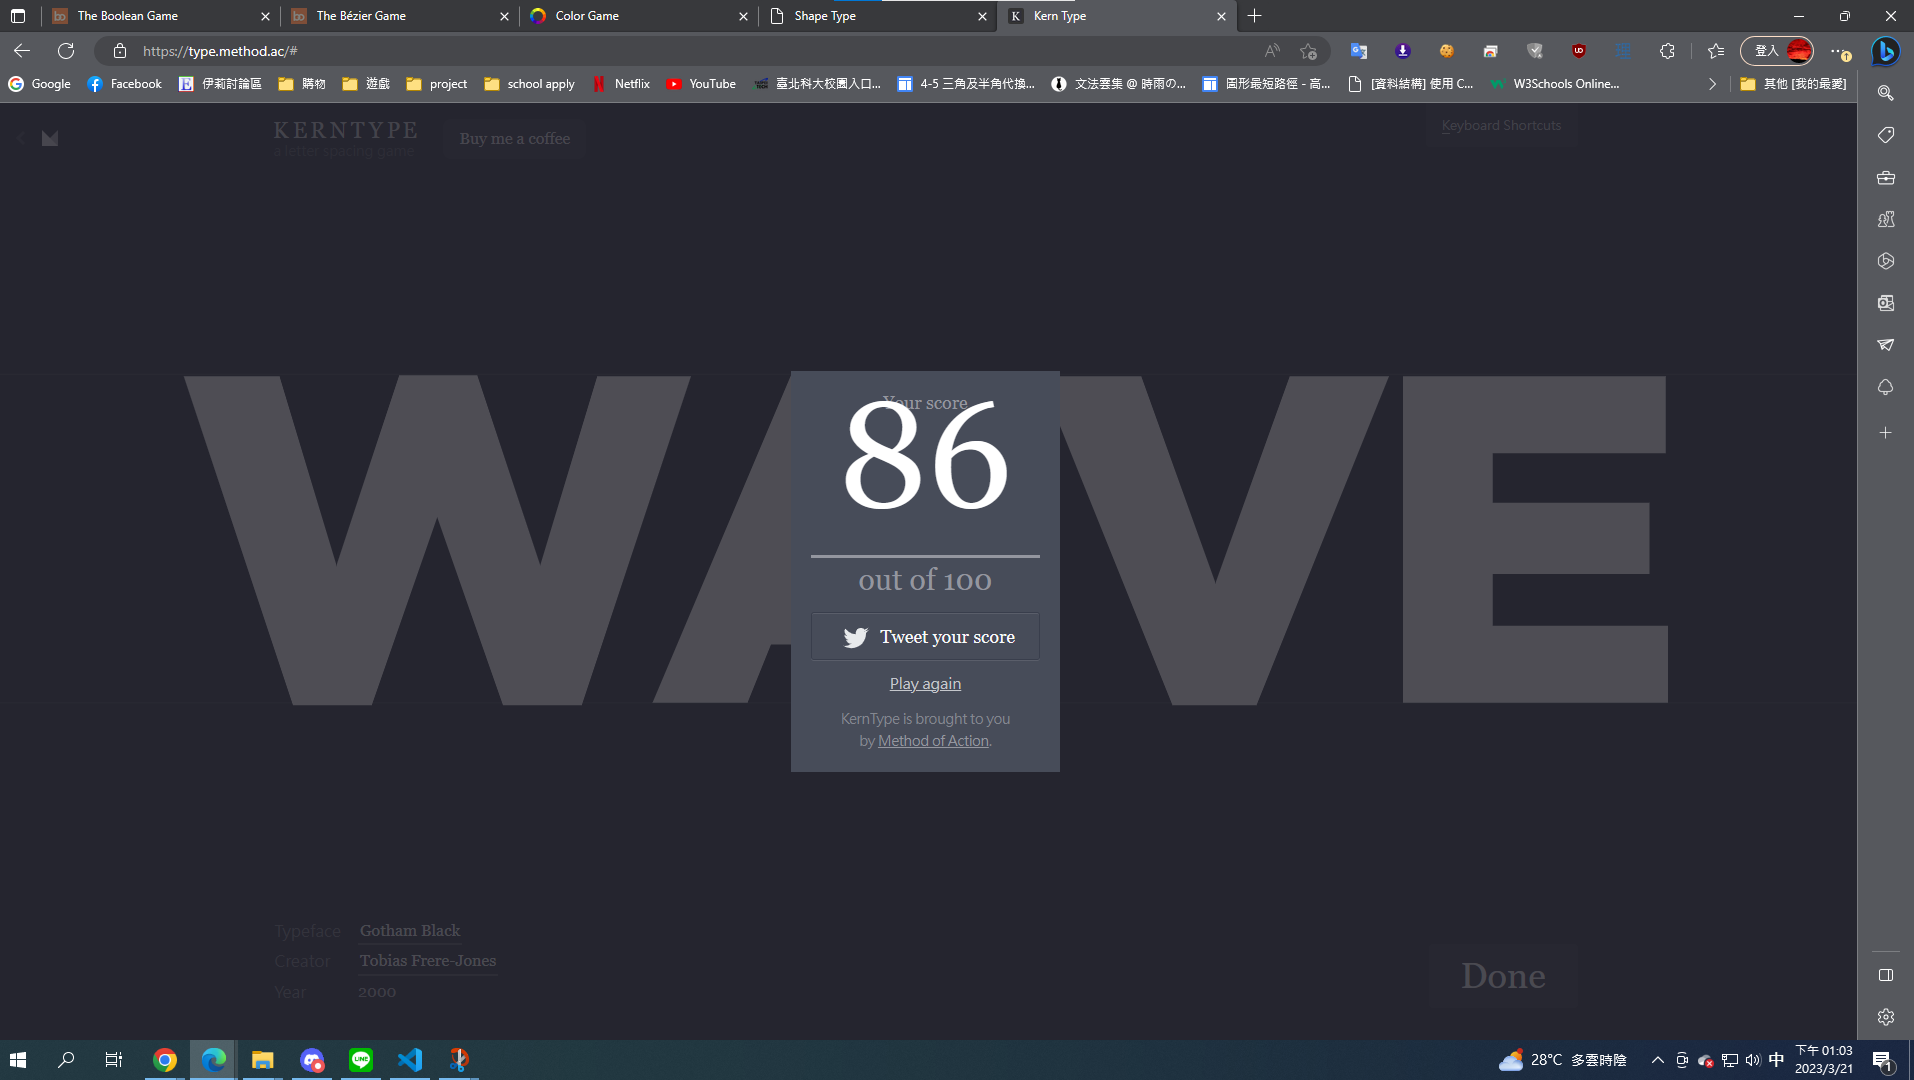 The Boolean Game
The Bézier Game
Color Game
Shape Type
K Kern Type
https://type.method.ac/#
登入
Google
Facebook
伊莉討論區
購物
遊戲
project
school apply
Netflix
YouTube
臺北科大校園入口...
4-5 三角及半角代換...
文法雲集 @ 時雨の...
圖形最短路徑 - 高...
[資料結構] 使用 C...
W3Schools Online...
其他 [我的最愛]
KERNTYPE
a letter spacing game
Buy me a coffee
Keyboard Shortcuts
WAVE
Your score
86
out of 100
Tweet your score
Play again
KernType is brought to you
by Method of Action.
Typeface Gotham Black
Creator Tobias Frere-Jones
Year 2000
Done
28°C 多雲時陰
中
下午 01:03
2023/3/21
1